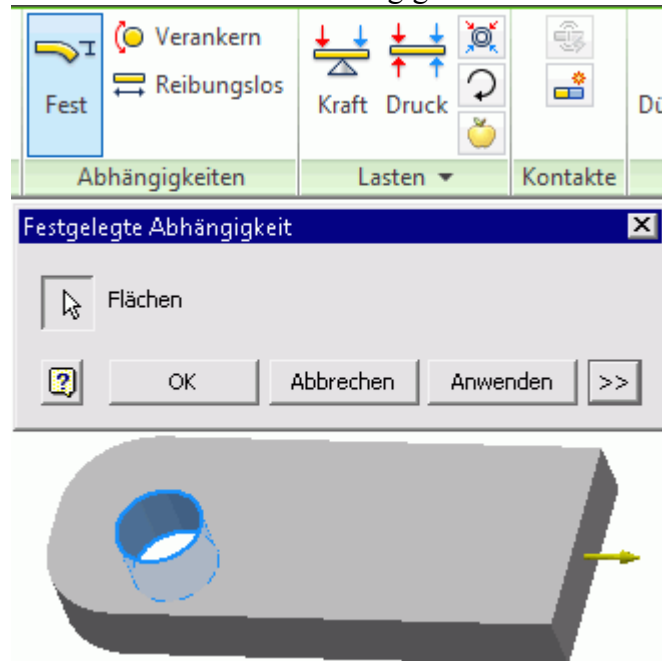 Verankern
Fest
Reibungslos
Kraft Druck
Abhängigkeiten Lasten Kontakte
Festgelegte Abhängigkeit
Flächen
OK Abbrechen Anwenden >>